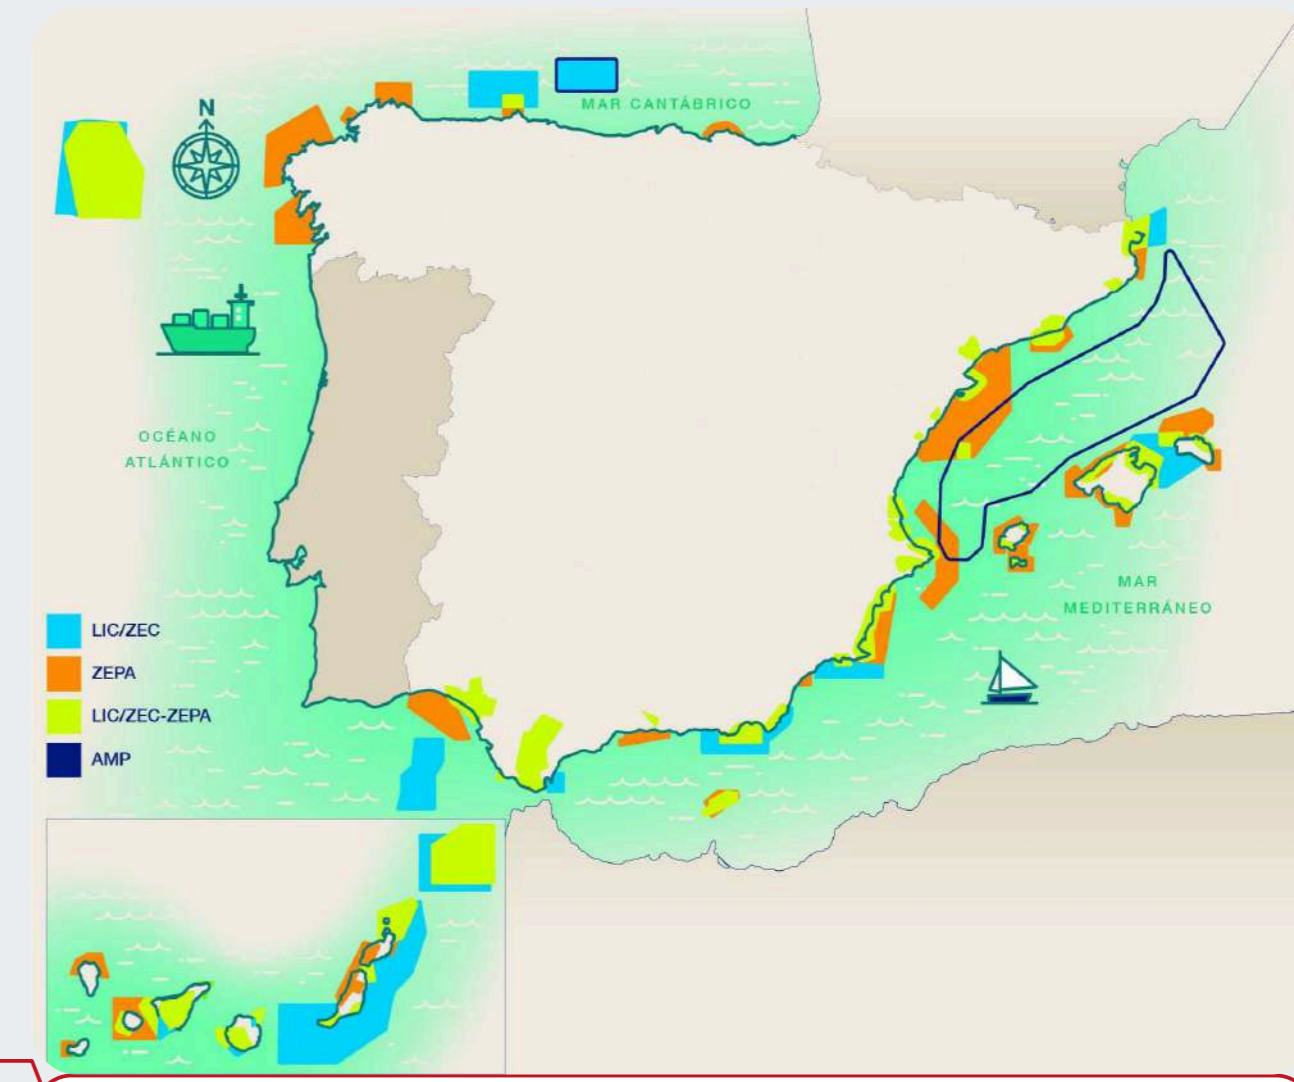 N
MAR CANTÁBRICO
OCÉANO
ATLÁNTICO
MAR
MEDITERRÁNEO
LIC/ZEC
ZEPA
LIC/ZEC-ZEPA
AMP